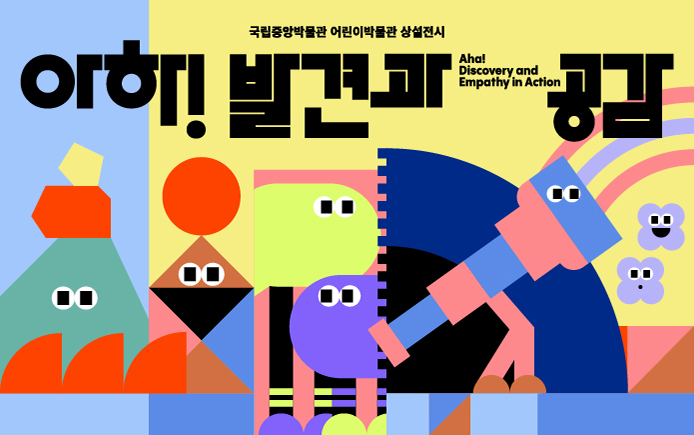 국립중앙박물관 어린이박물관 상설전시
아하! 발견과 공감
Aha!
Discovery and
Empathy in Action